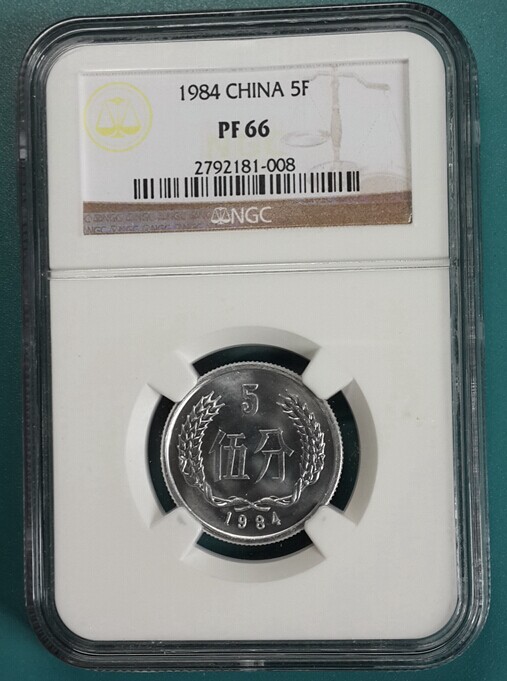 1984 CHINA 5F
PF 66
2792181-008
NGC
5
伍分
1984